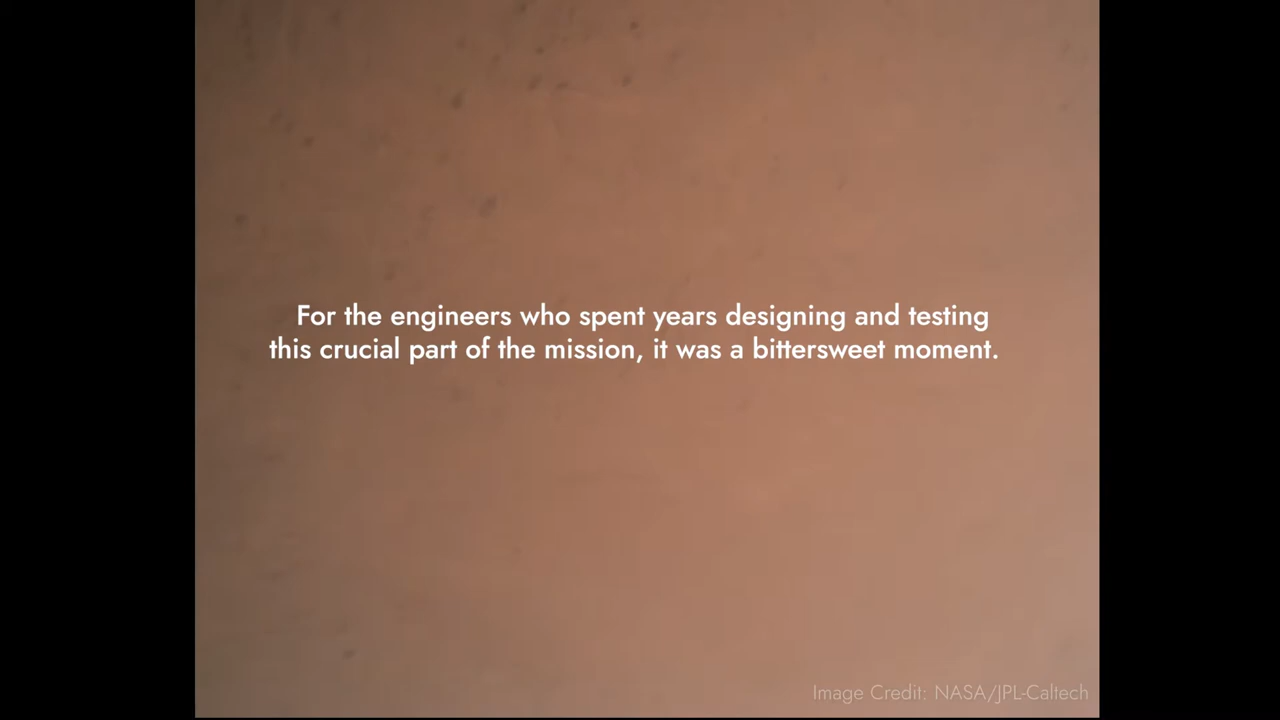 For the engineers who spent years designing and testing
this crucial part of the mission, it was a bittersweet moment.
Image Credit: NASA/JPL-Caltech